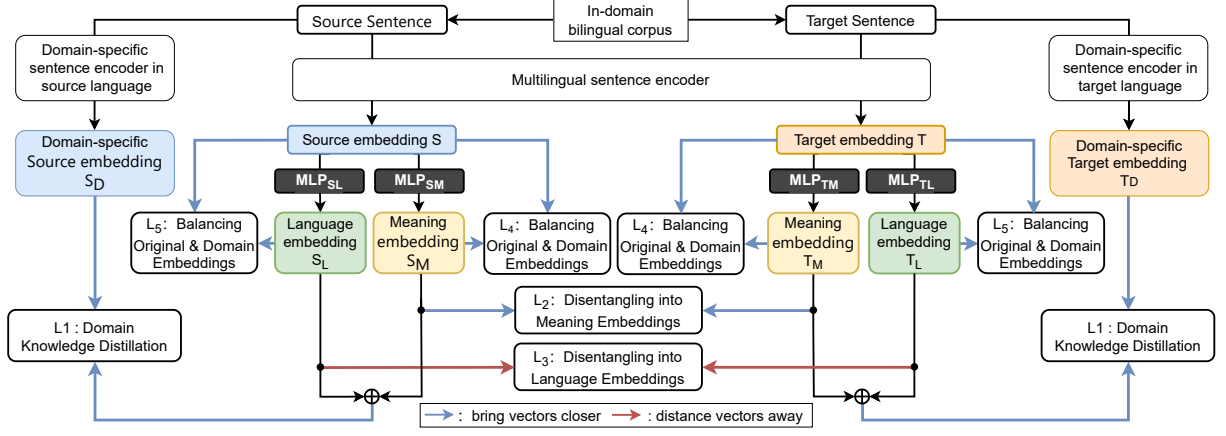 Source Sentence
In-domain
bilingual corpus
Target Sentence
Domain-specific
sentence encoder in
source language
Multilingual sentence encoder
Domain-specific
sentence encoder in
target language
Domain-specific
Source embedding
SD
Source embedding S
Target embedding T
Domain-specific
Target embedding
TD
MLPSL
MLPSM
MLPTM
MLPTL
L5: Balancing
Original & Domain
Embeddings
Language
embedding
SL
Meaning
embedding
SM
L4: Balancing
Original & Domain
Embeddings
L4: Balancing
Original & Domain
Embeddings
Meaning
embedding
TM
Language
embedding
TL
L5: Balancing
Original & Domain
Embeddings
L1 : Domain
Knowledge Distillation
L2: Disentangling into
Meaning Embeddings
L3: Disentangling into
Language Embeddings
L1 : Domain
Knowledge Distillation
: bring vectors closer
: distance vectors away